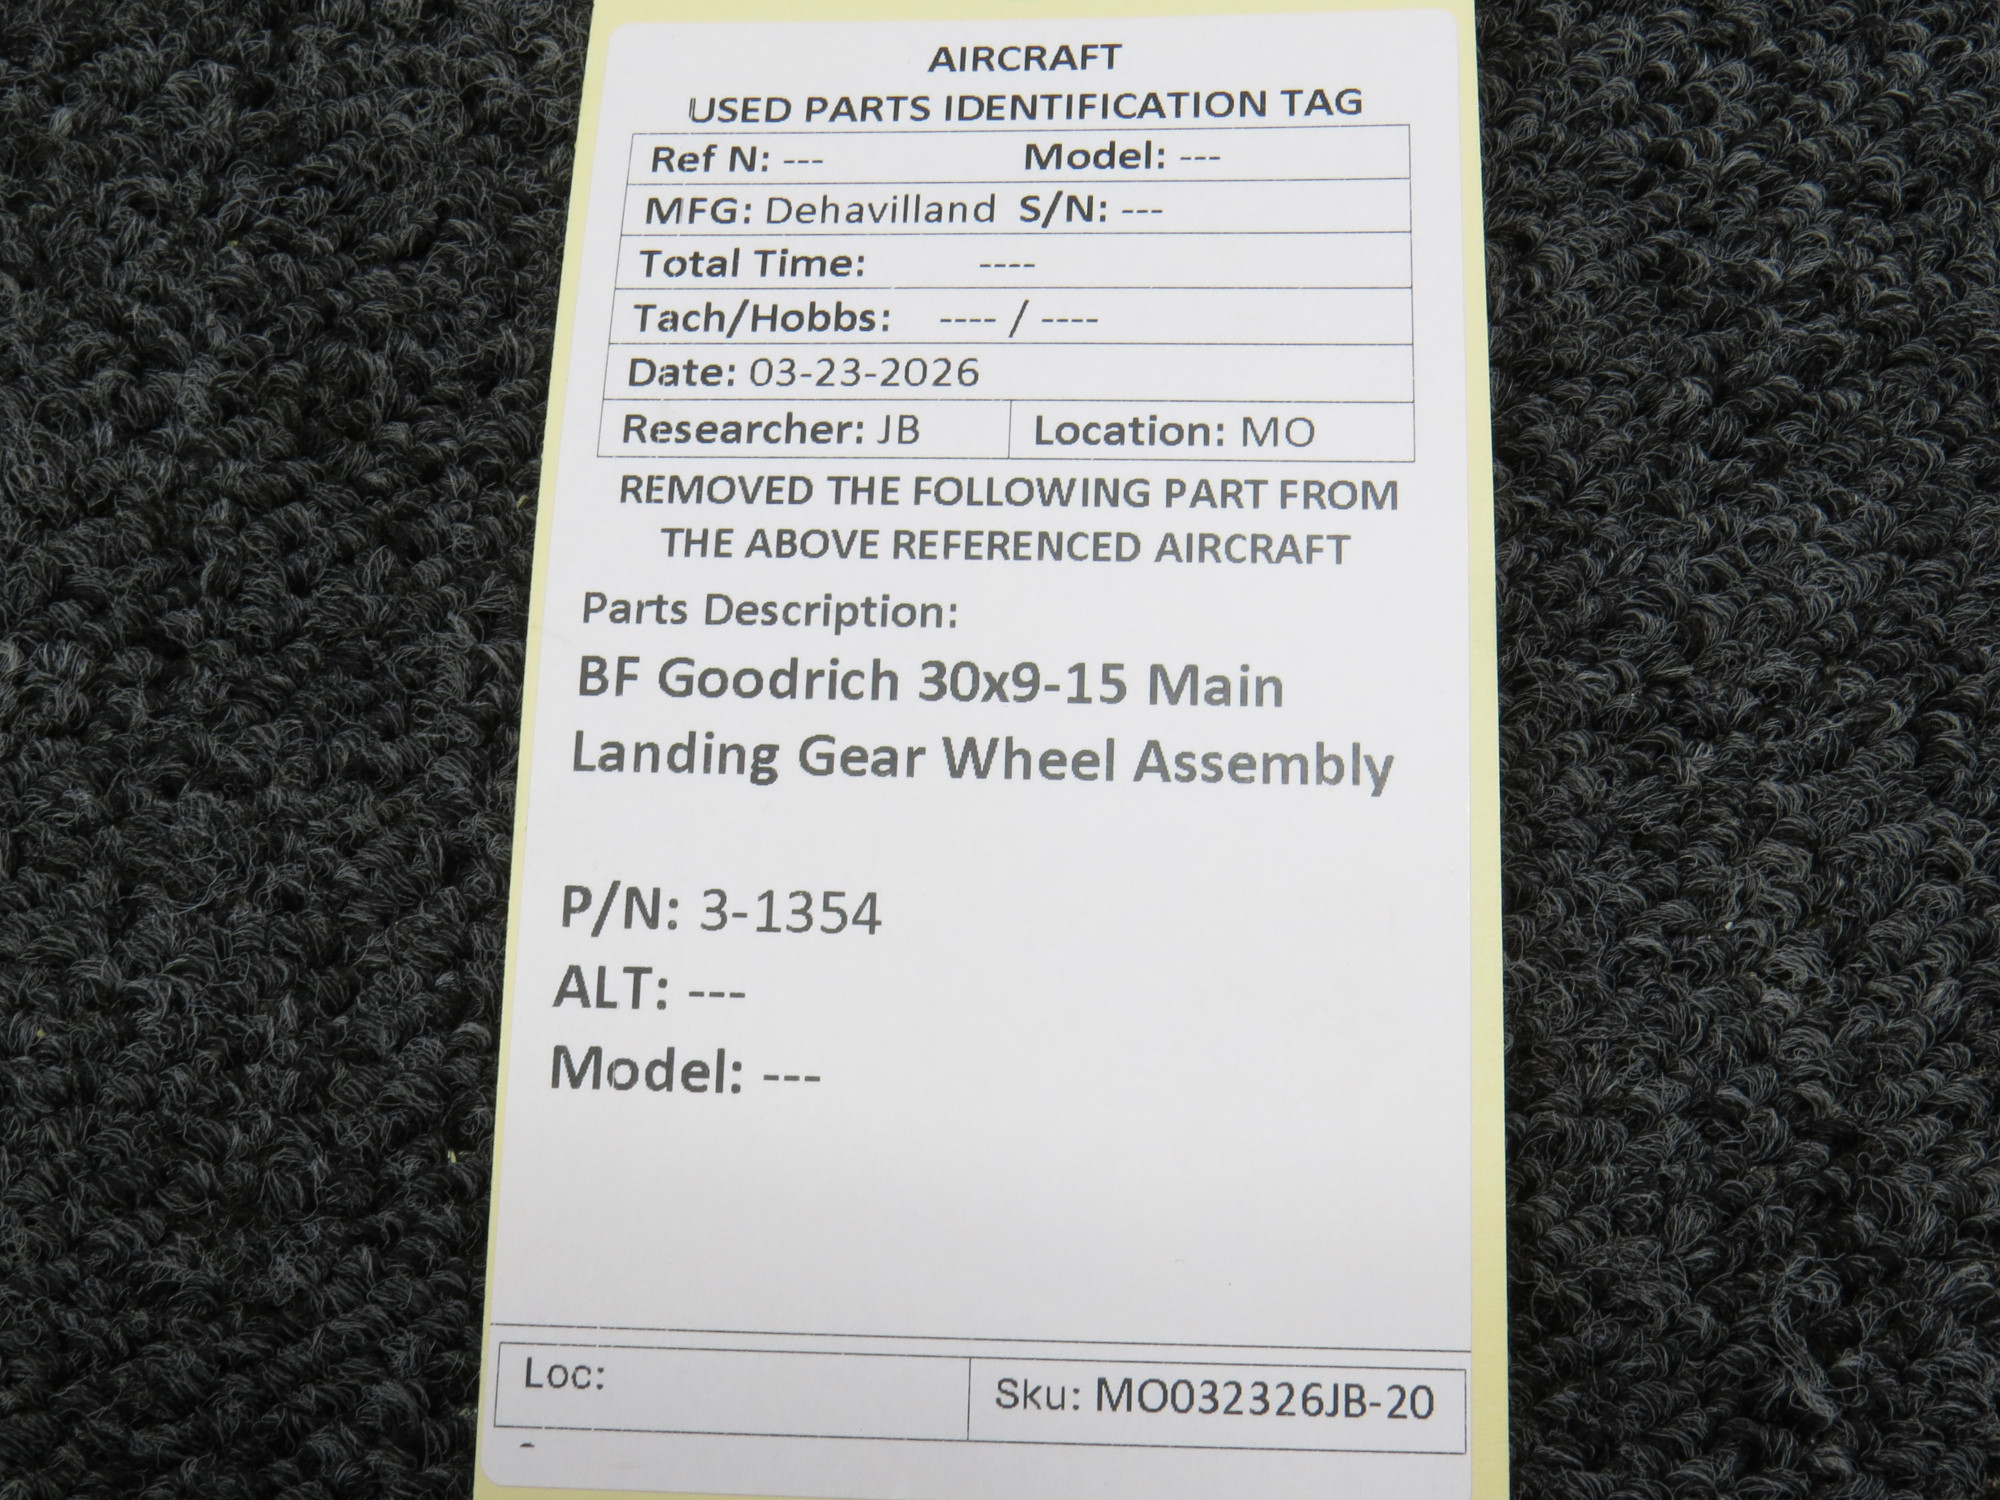 AIRCRAFT
USED PARTS IDENTIFICATION TAG
Ref N: --- Model: ---
MFG: Dehavilland S/N: ---
Total Time: ----
Tach/Hobbs: ---- / ----
Date: 03-23-2026
Researcher: JB Location: MO
REMOVED THE FOLLOWING PART FROM
THE ABOVE REFERENCED AIRCRAFT
Parts Description:
BF Goodrich 30x9-15 Main
Landing Gear Wheel Assembly
P/N: 3-1354
ALT: ---
Model: ---
Loc: Sku: MO032326JB-20